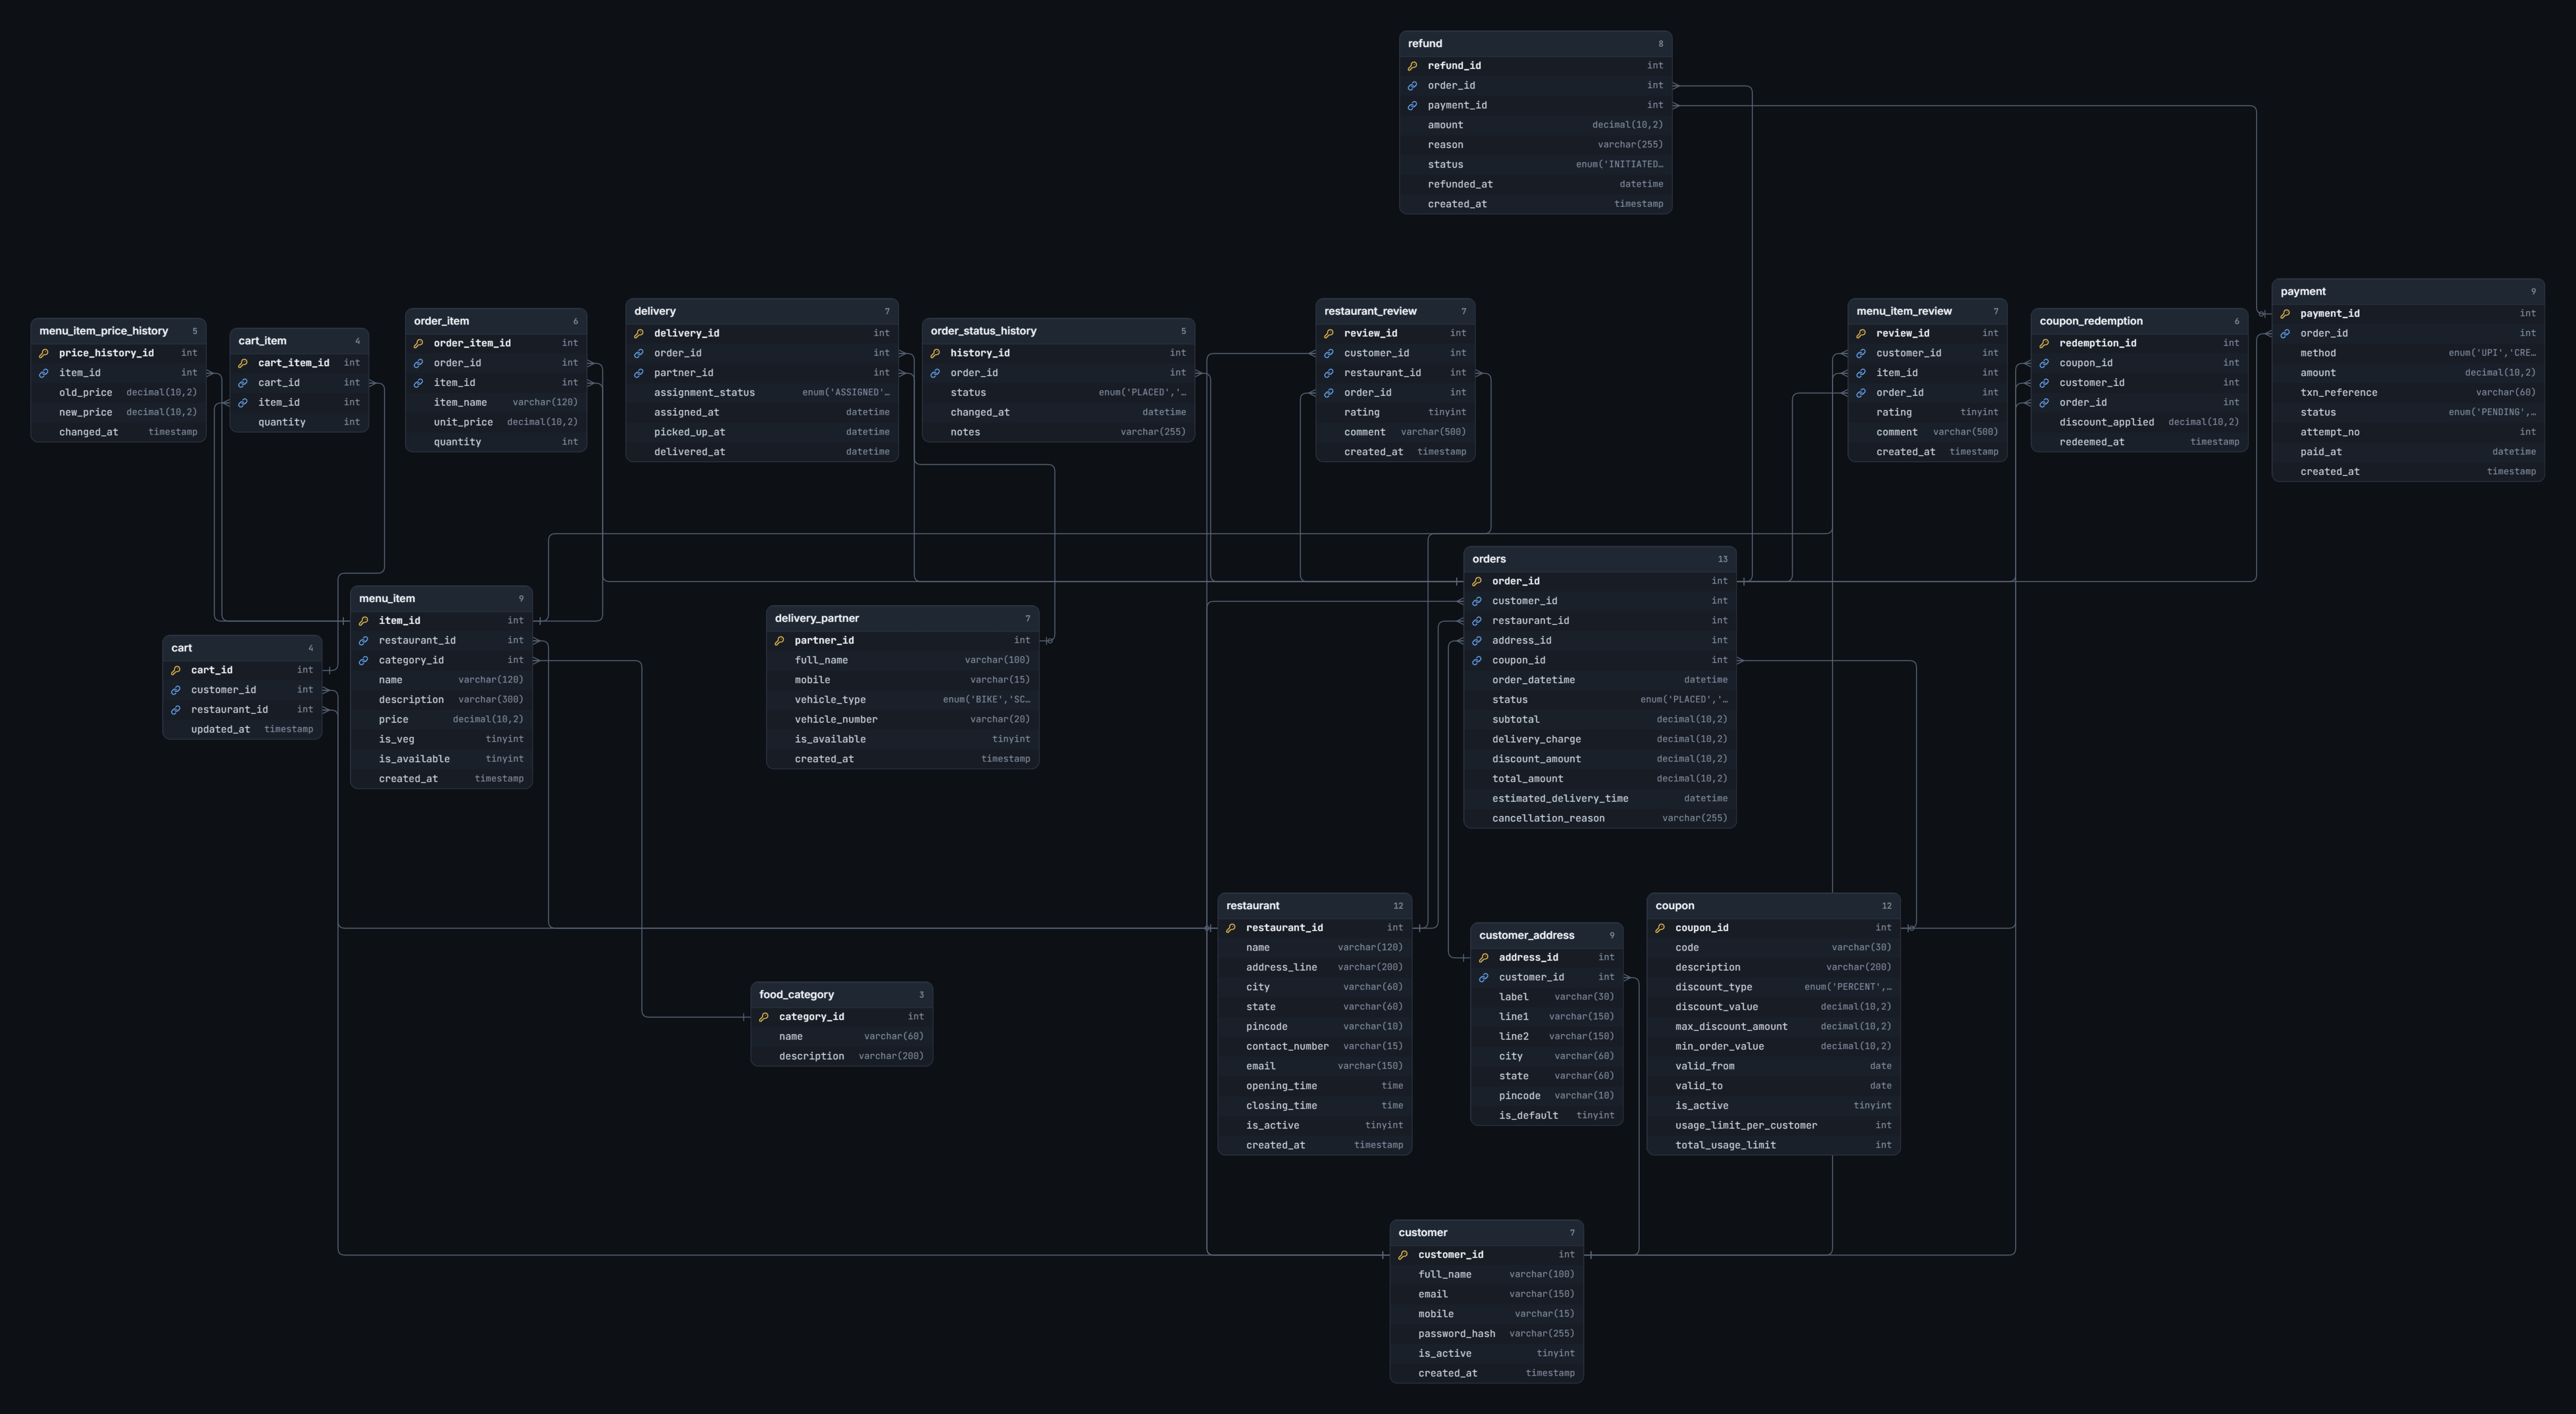 refund 8
refund_id int
order_id int
payment_id int
amount decimal(10,2)
reason varchar(255)
status enum('INITIATED…
refunded_at datetime
created_at timestamp
menu_item_price_history 5
price_history_id int
item_id int
old_price decimal(10,2)
new_price decimal(10,2)
changed_at timestamp
cart_item 4
cart_item_id int
cart_id int
item_id int
quantity int
order_item 6
order_item_id int
order_id int
item_id int
item_name varchar(120)
unit_price decimal(10,2)
quantity int
delivery 7
delivery_id int
order_id int
partner_id int
assignment_status enum('ASSIGNED'…
assigned_at datetime
picked_up_at datetime
delivered_at datetime
order_status_history 5
history_id int
order_id int
status enum('PLACED','…
changed_at datetime
notes varchar(255)
restaurant_review 7
review_id int
customer_id int
restaurant_id int
order_id int
rating tinyint
comment varchar(500)
created_at timestamp
menu_item_review 7
review_id int
customer_id int
item_id int
order_id int
rating tinyint
comment varchar(500)
created_at timestamp
coupon_redemption 6
redemption_id int
coupon_id int
customer_id int
order_id int
discount_applied decimal(10,2)
redeemed_at timestamp
payment 9
payment_id int
order_id int
method enum('UPI','CRE…
amount decimal(10,2)
txn_reference varchar(60)
status enum('PENDING',…
attempt_no int
paid_at datetime
created_at timestamp
cart 4
cart_id int
customer_id int
restaurant_id int
updated_at timestamp
menu_item 9
item_id int
restaurant_id int
category_id int
name varchar(120)
description varchar(300)
price decimal(10,2)
is_veg tinyint
is_available tinyint
created_at timestamp
delivery_partner 7
partner_id int
full_name varchar(100)
mobile varchar(15)
vehicle_type enum('BIKE','SC…
vehicle_number varchar(20)
is_available tinyint
created_at timestamp
orders 13
order_id int
customer_id int
restaurant_id int
address_id int
coupon_id int
order_datetime datetime
status enum('PLACED','…
subtotal decimal(10,2)
delivery_charge decimal(10,2)
discount_amount decimal(10,2)
total_amount decimal(10,2)
estimated_delivery_time datetime
cancellation_reason varchar(255)
food_category 3
category_id int
name varchar(60)
description varchar(200)
restaurant 12
restaurant_id int
name varchar(120)
address_line varchar(200)
city varchar(60)
state varchar(60)
pincode varchar(10)
contact_number varchar(15)
email varchar(150)
opening_time time
closing_time time
is_active tinyint
created_at timestamp
customer_address 9
address_id int
customer_id int
label varchar(30)
line1 varchar(150)
line2 varchar(150)
city varchar(60)
state varchar(60)
pincode varchar(10)
is_default tinyint
coupon 12
coupon_id int
code varchar(30)
description varchar(200)
discount_type enum('PERCENT',…
discount_value decimal(10,2)
max_discount_amount decimal(10,2)
min_order_value decimal(10,2)
valid_from date
valid_to date
is_active tinyint
usage_limit_per_customer int
total_usage_limit int
customer 7
customer_id int
full_name varchar(100)
email varchar(150)
mobile varchar(15)
password_hash varchar(255)
is_active tinyint
created_at timestamp